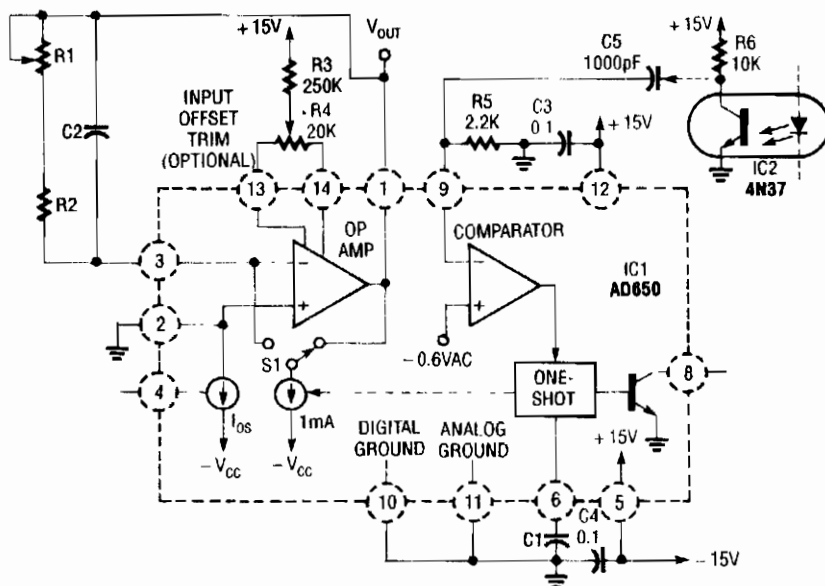 +15V
VOUT
R1
R3
250K
C5
1000pF
+15V
R6
10K
INPUT
OFFSET
TRIM
(OPTIONAL)
R4
20K
R5
2.2K
C3
0.1
+15V
C2
IC2
4N37
13
14
1
9
12
R2
OP
AMP
COMPARATOR
IC1
AD650
3
−
+
−
+
2
S1
−0.6VAC
8
4
IOS
1mA
ONE-
SHOT
−VCC
−VCC
DIGITAL
GROUND
ANALOG
GROUND
+15V
10
11
6
5
C1
C4
0.1
−15V